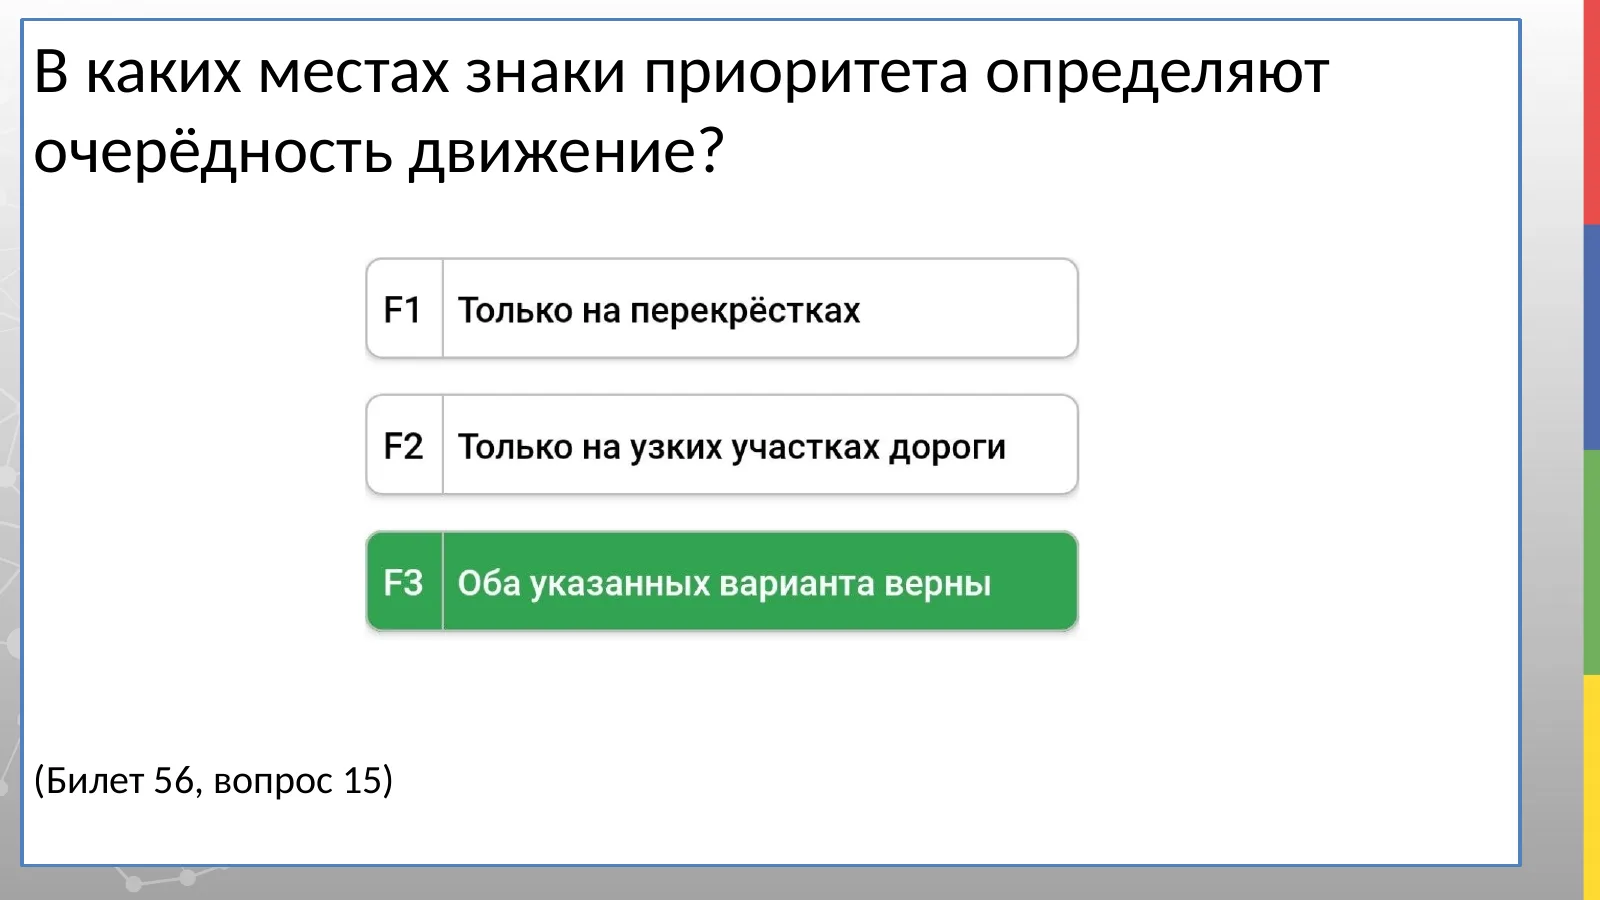 В каких местах знаки приоритета определяют
очерёдность движение?
F1 Только на перекрёстках
F2 Только на узких участках дороги
F3 Оба указанных варианта верны
(Билет 56, вопрос 15)